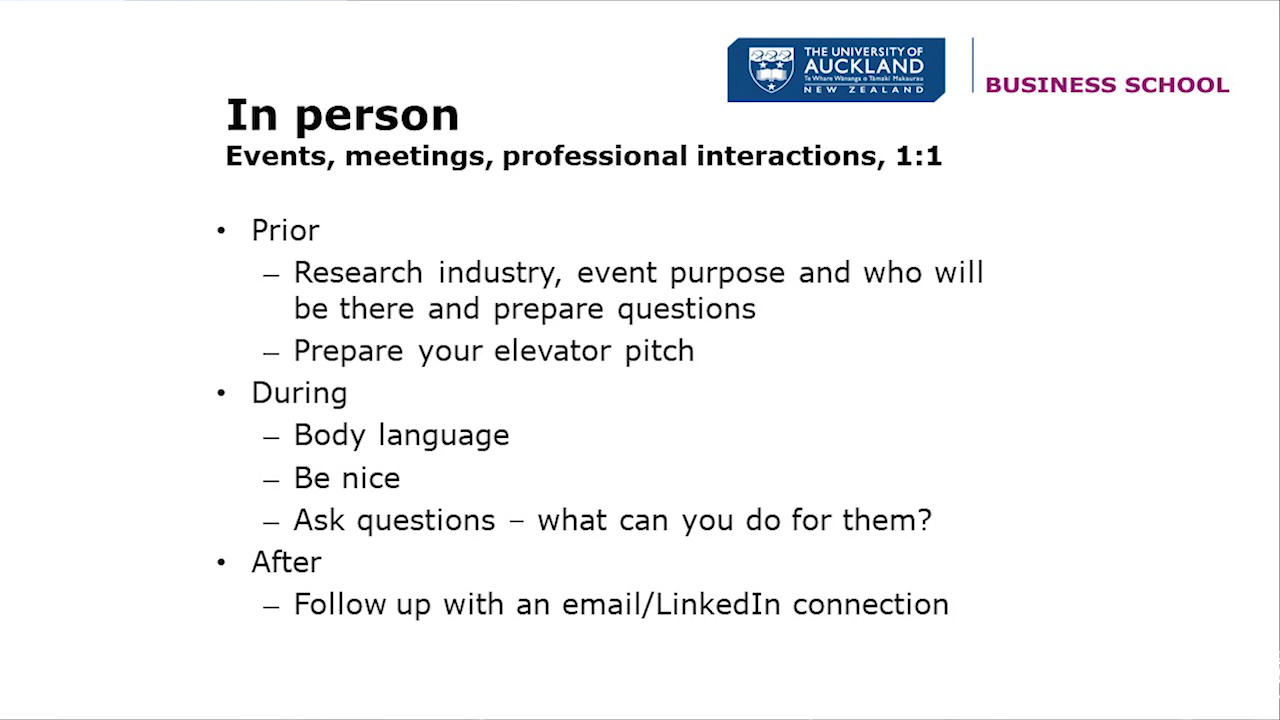 THE UNIVERSITY OF
AUCKLAND
Te Whare Wānanga o Tāmaki Makaurau
NEW ZEALAND
BUSINESS SCHOOL
In person
Events, meetings, professional interactions, 1:1
• Prior
– Research industry, event purpose and who will
be there and prepare questions
– Prepare your elevator pitch
• During
– Body language
– Be nice
– Ask questions – what can you do for them?
• After
– Follow up with an email/LinkedIn connection